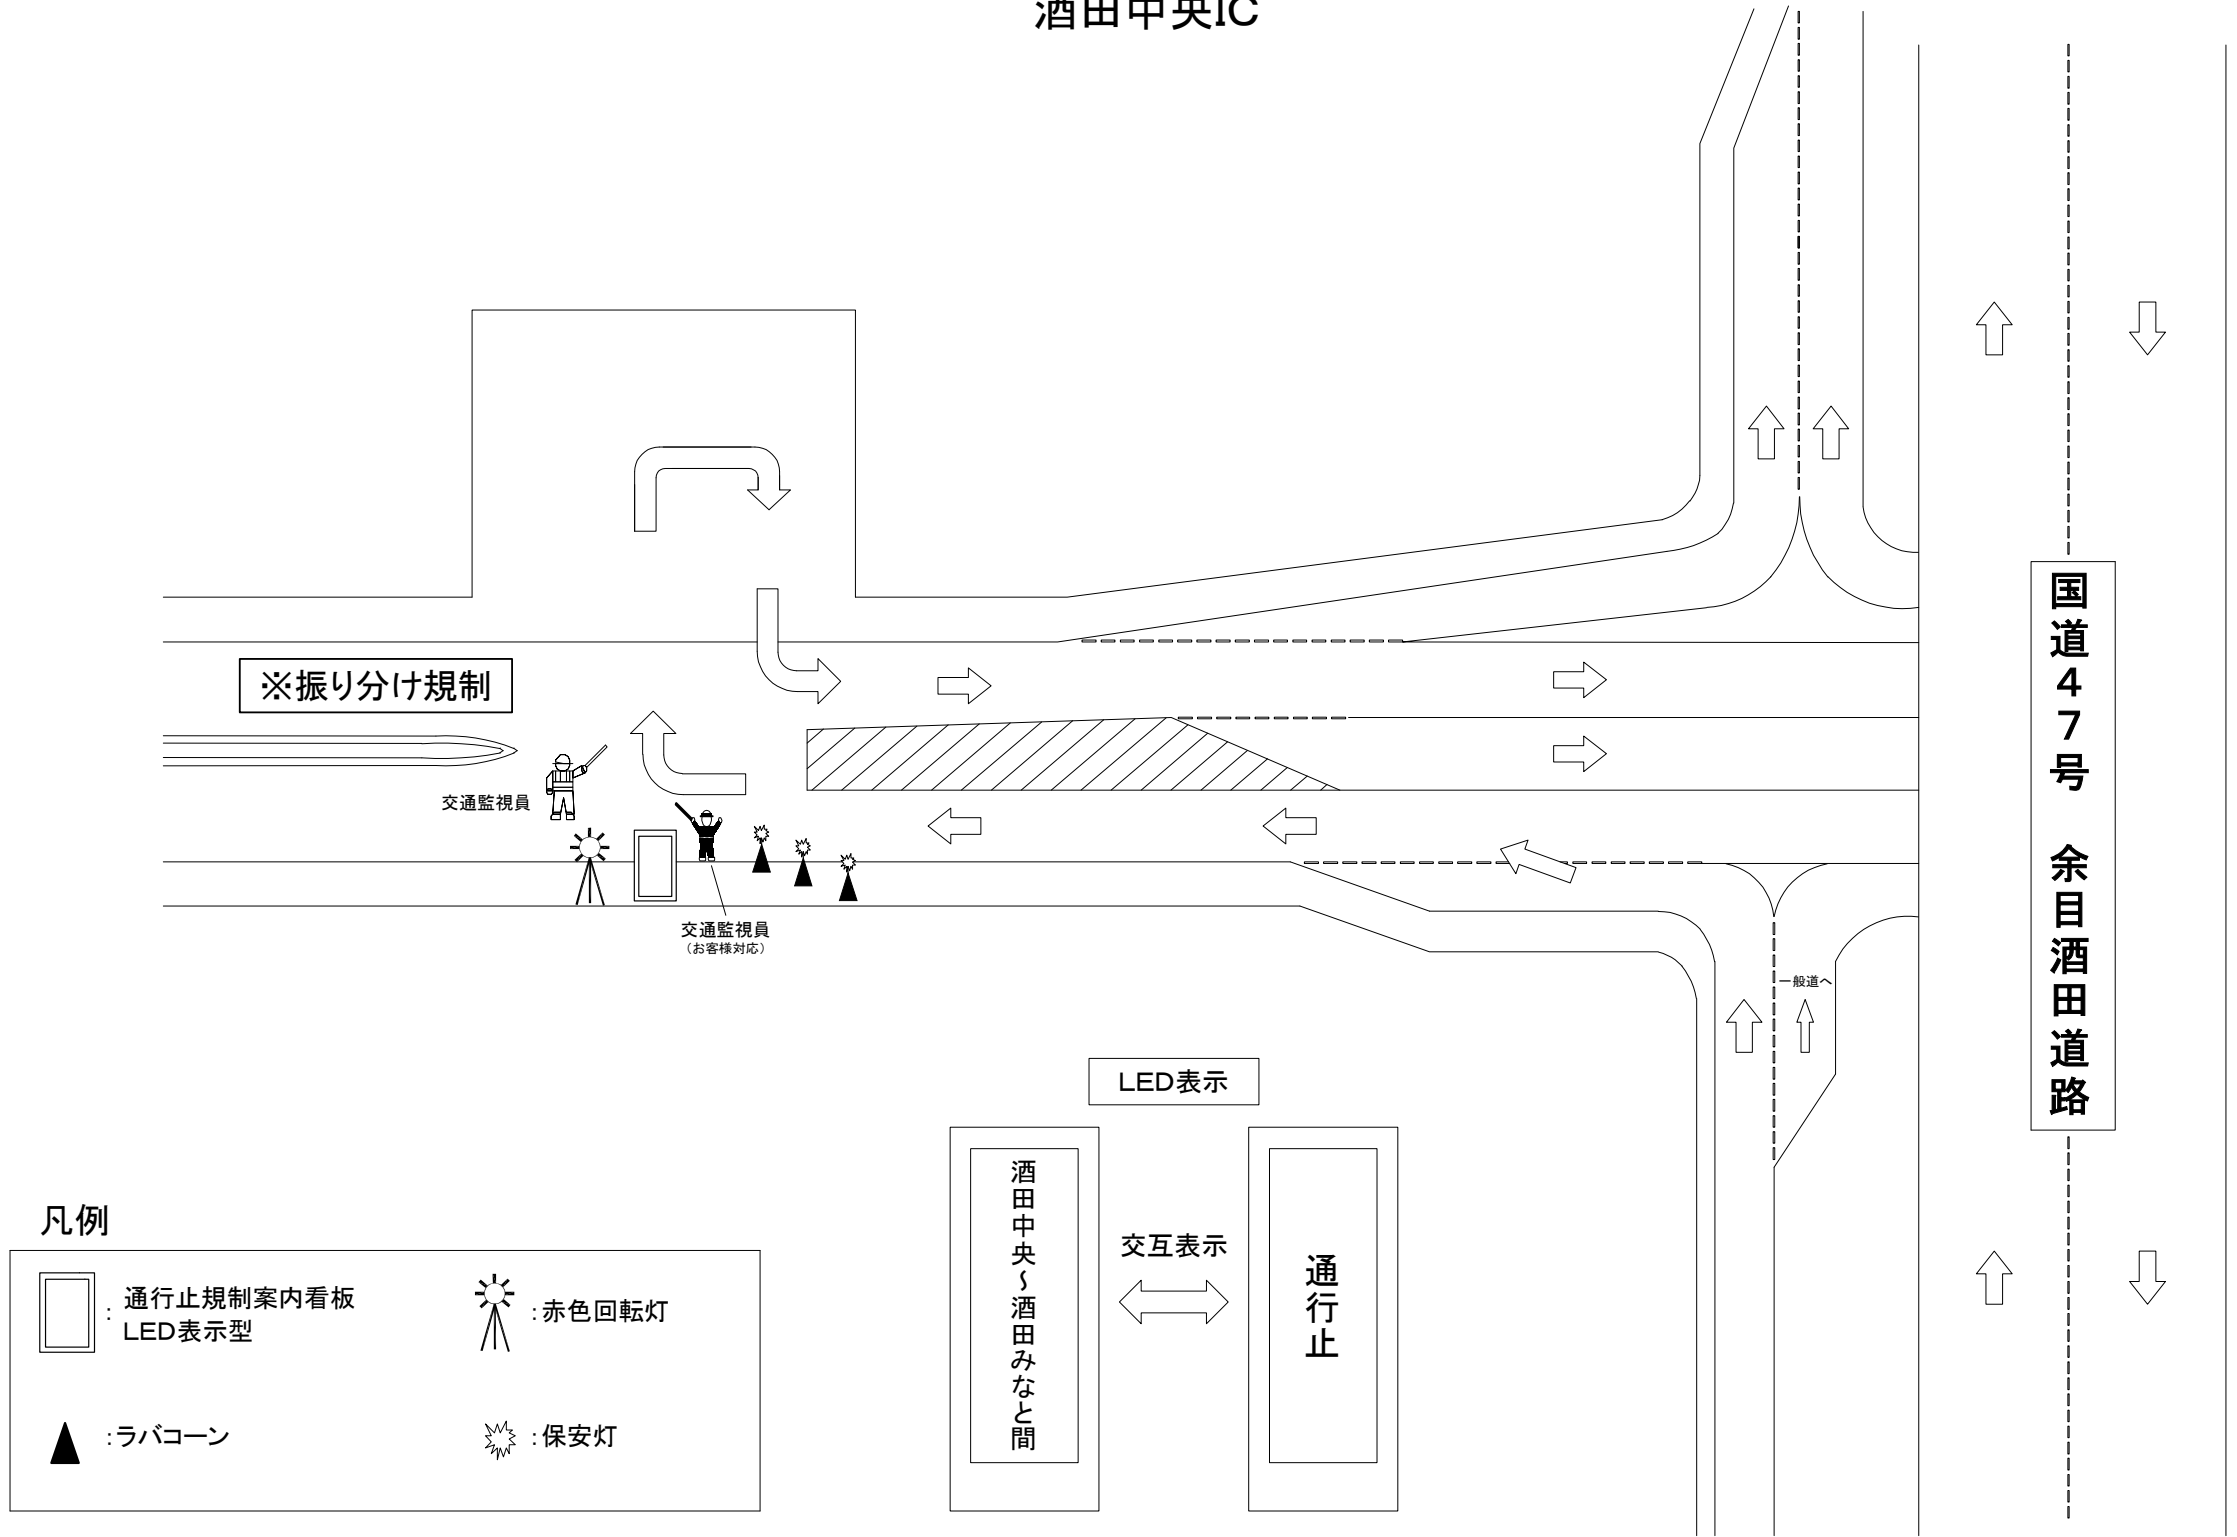 酒田中央IC
※振り分け規制
交通監視員
交通監視員
（お客様対応）
国道４７号　余目酒田道路
一般道へ
LED表示
酒田中央～酒田みなと間
交互表示
通行止
凡例
：通行止規制案内看板
LED表示型
：赤色回転灯
：ラバコーン
：保安灯